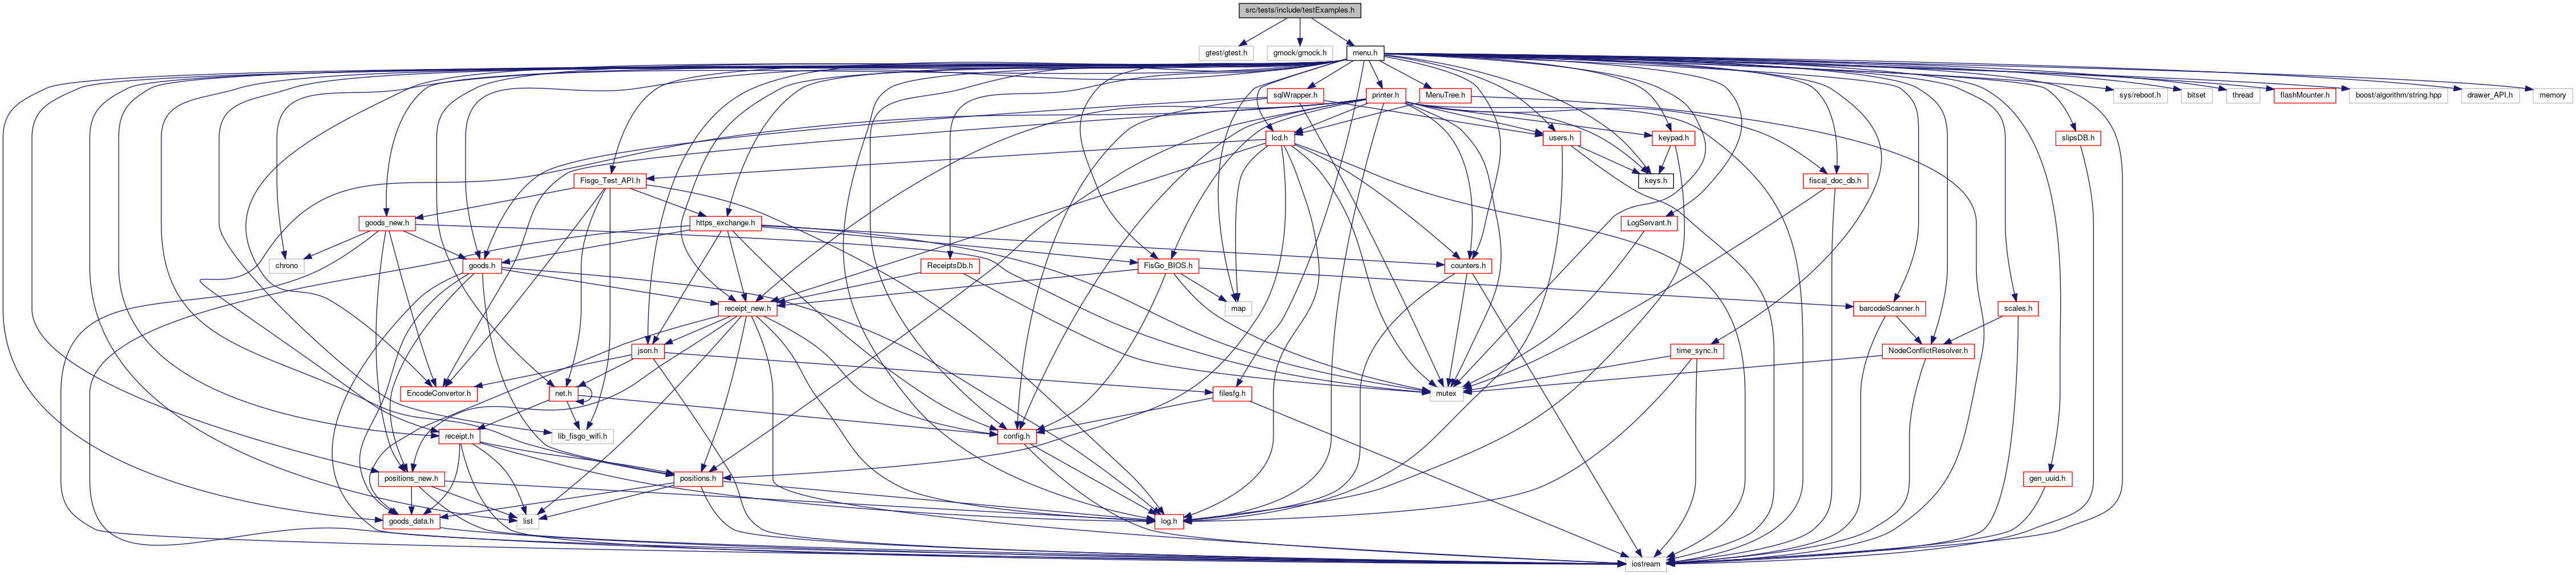 src/tests/include/testExamples.h
gtest/gtest.h
gmock/gmock.h
menu.h
sqlWrapper.h
printer.h
MenuTree.h
sys/reboot.h
bitset
thread
flashMounter.h
boost/algorithm/string.hpp
drawer_API.h
memory
lcd.h
users.h
keypad.h
slipsDB.h
Fisgo_Test_API.h
keys.h
fiscal_doc_db.h
goods_new.h
https_exchange.h
LogServant.h
chrono
goods.h
ReceiptsDb.h
FisGo_BIOS.h
counters.h
receipt_new.h
map
barcodeScanner.h
scales.h
json.h
time_sync.h
NodeConflictResolver.h
EncodeConvertor.h
net.h
filesfg.h
mutex
receipt.h
lib_fisgo_wifi.h
config.h
positions_new.h
positions.h
gen_uuid.h
goods_data.h
list
log.h
iostream